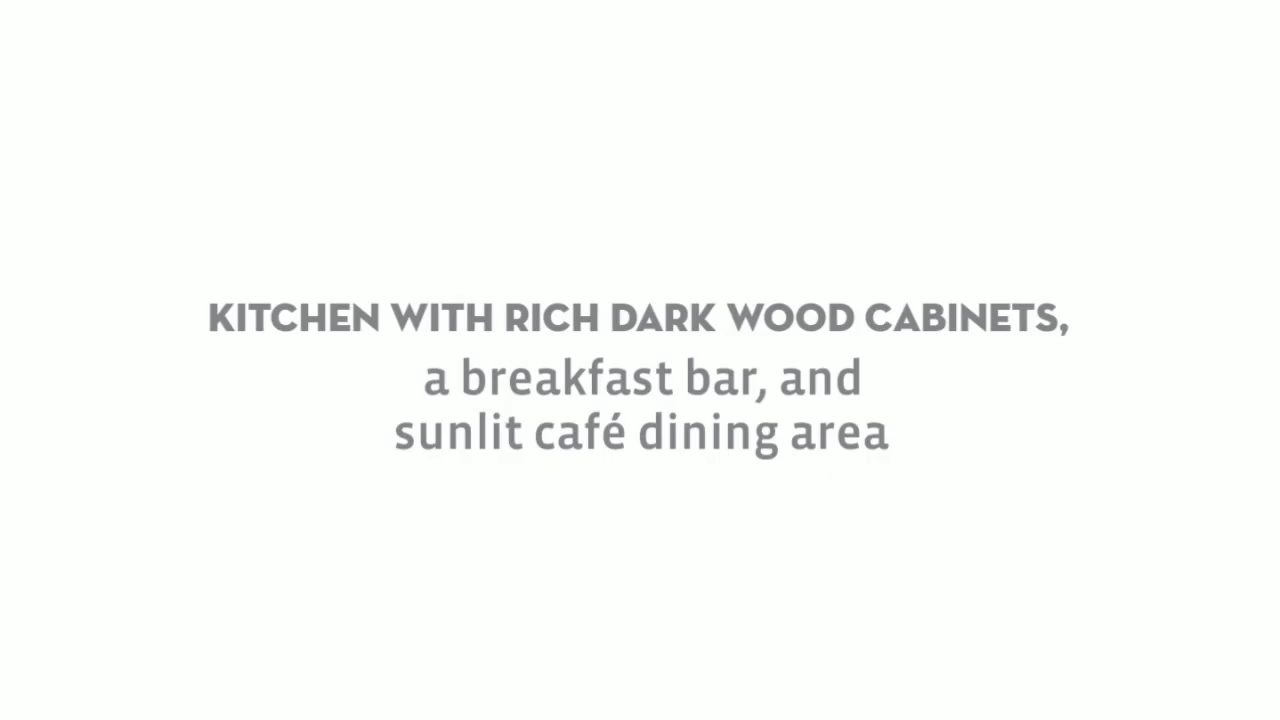 KITCHEN WITH RICH DARK WOOD CABINETS,
a breakfast bar, and
sunlit café dining area